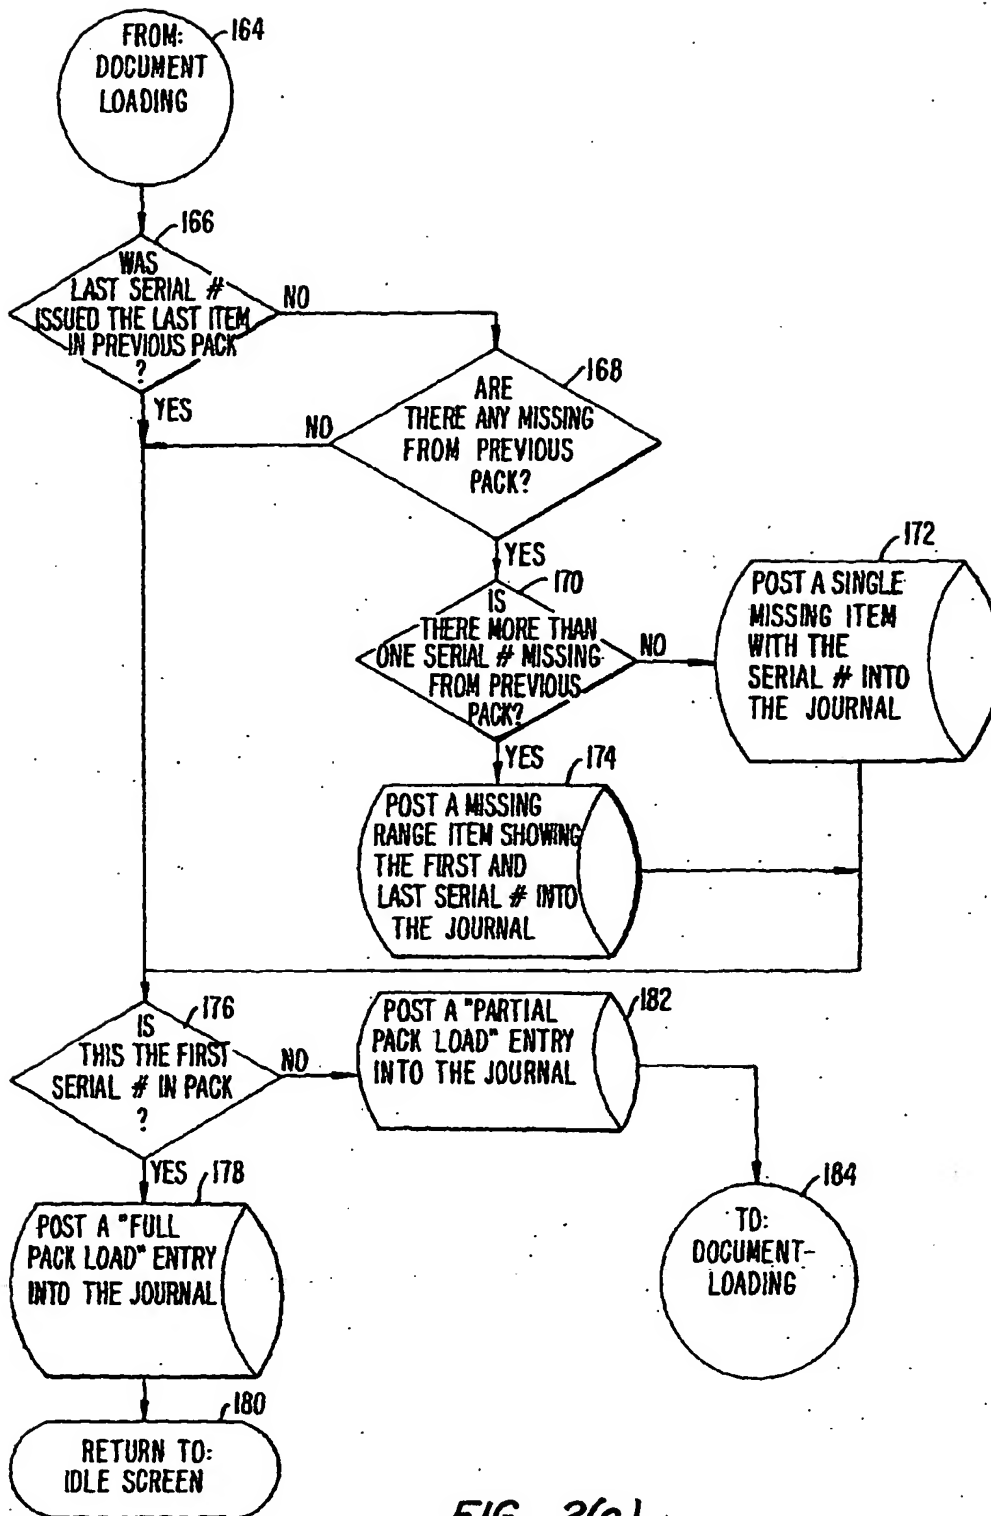 FROM:
DOCUMENT
LOADING
164
166
WAS
LAST SERIAL #
ISSUED THE LAST ITEM
IN PREVIOUS PACK
?
NO
YES
168
ARE
THERE ANY MISSING
FROM PREVIOUS
PACK?
NO
YES
170
IS
THERE MORE THAN
ONE SERIAL # MISSING
FROM PREVIOUS
PACK?
NO
YES
172
POST A SINGLE
MISSING ITEM
WITH THE
SERIAL # INTO
THE JOURNAL
174
POST A MISSING
RANGE ITEM SHOWING
THE FIRST AND
LAST SERIAL # INTO
THE JOURNAL
176
IS
THIS THE FIRST
SERIAL # IN PACK
?
NO
YES
182
POST A "PARTIAL
PACK LOAD" ENTRY
INTO THE JOURNAL
184
TO:
DOCUMENT-
LOADING
178
POST A "FULL
PACK LOAD" ENTRY
INTO THE JOURNAL
180
RETURN TO:
IDLE SCREEN